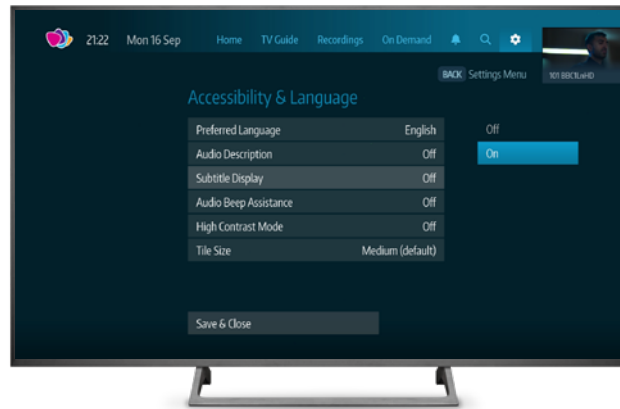 21:22 Mon 16 Sep Home TV Guide Recordings On Demand
BACK Settings Menu
101 BBC1LnHD
Accessibility & Language
Preferred Language English
Off
Audio Description Off
On
Subtitle Display Off
Audio Beep Assistance Off
High Contrast Mode Off
Tile Size Medium (default)
Save & Close